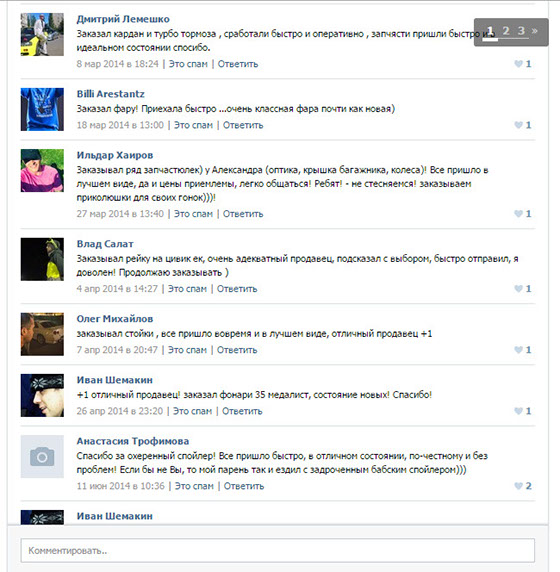 Дмитрий Лемешко
Заказал кардан и турбо тормоза , сработали быстро и оперативно , запчясти пришли быстро и в
идеальном состоянии спосибо.
8 мар 2014 в 18:24 | Это спам | Ответить
1
1 2 3 »
Billi Arestantz
Заказал фару! Приехала быстро ...очень классная фара почти как новая)
18 мар 2014 в 13:00 | Это спам | Ответить
1
Ильдар Хаиров
Заказывал ряд запчастюлек) у Александра (оптика, крышка багажника, колеса)! Все пришло в
лучшем виде, да и цены приемлемы, легко общаться! Ребят! - не стесняемся! заказываем
приколюшки для своих гонок)))!
27 мар 2014 в 13:40 | Это спам | Ответить
1
Влад Салат
Заказывал рейку на цивик ек, очень адекватный продавец, подсказал с выбором, быстро отправил, я
доволен! Продолжаю заказывать )
4 апр 2014 в 14:27 | Это спам | Ответить
1
Олег Михайлов
заказывал стойки , все пришло вовремя и в лучшем виде, отличный продавец +1
7 апр 2014 в 20:47 | Это спам | Ответить
1
Иван Шемакин
+1 отличный продавец! заказал фонари 35 медалист, состояние новых! Спасибо!
26 апр 2014 в 23:20 | Это спам | Ответить
1
Анастасия Трофимова
Спасибо за охеренный спойлер! Все пришло быстро, в отличном состоянии, по-честному и без
проблем! Если бы не Вы, то мой парень так и ездил с задроченным бабским спойлером)))
11 июн 2014 в 10:36 | Это спам | Ответить
2
Иван Шемакин
Комментировать..